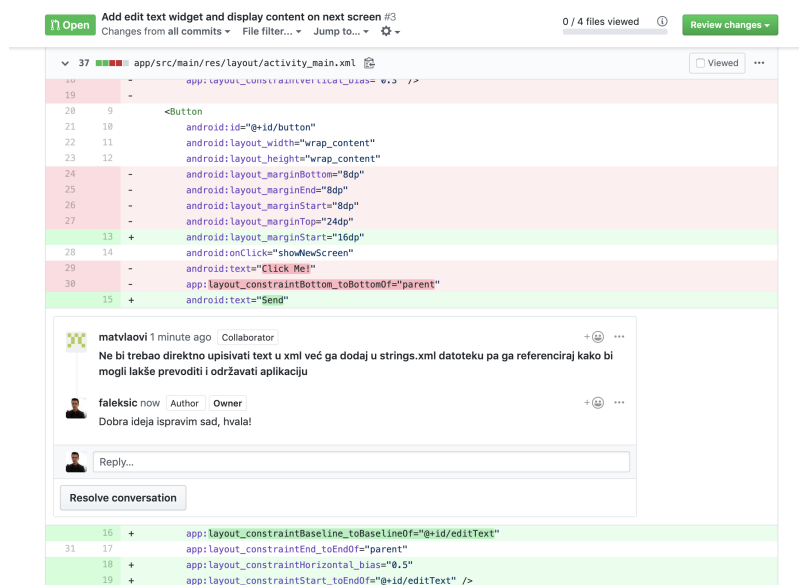 Open
Add edit text widget and display content on next screen #3
Changes from all commits File filter... Jump to...
0 / 4 files viewed
Review changes
37 app/src/main/res/layout/activity_main.xml
Viewed
18 - app:layout_constraintVertical_bias="0.3" />
19 -
20 9 <Button
21 10 android:id="@+id/button"
22 11 android:layout_width="wrap_content"
23 12 android:layout_height="wrap_content"
24 - android:layout_marginBottom="8dp"
25 - android:layout_marginEnd="8dp"
26 - android:layout_marginStart="8dp"
27 - android:layout_marginTop="24dp"
13 + android:layout_marginStart="16dp"
28 14 android:onClick="showNewScreen"
29 - android:text="Click Me!"
30 - app:layout_constraintBottom_toBottomOf="parent"
15 + android:text="Send"
matvlaovi 1 minute ago Collaborator
Ne bi trebao direktno upisivati text u xml već ga dodaj u strings.xml datoteku pa ga referenciraj kako bi
mogli lakše prevoditi i održavati aplikaciju
faleksic now Author Owner
Dobra ideja ispravim sad, hvala!
Reply...
Resolve conversation
16 + app:layout_constraintBaseline_toBaselineOf="@+id/editText"
31 17 app:layout_constraintEnd_toEndOf="parent"
18 + app:layout_constraintHorizontal_bias="0.5"
19 + app:layout_constraintStart_toEndOf="@+id/editText" />